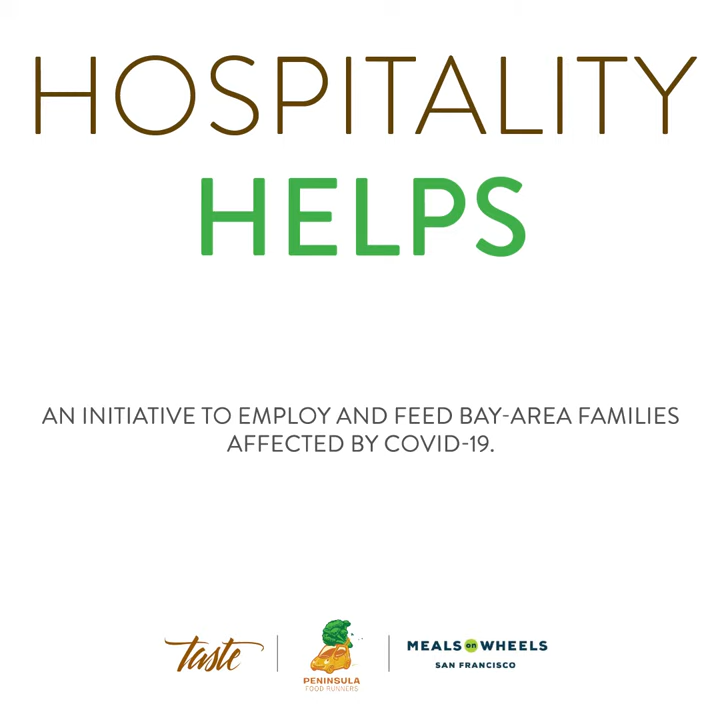 HOSPITALITY
HELPS
AN INITIATIVE TO EMPLOY AND FEED BAY-AREA FAMILIES
AFFECTED BY COVID-19.
taste
PENINSULA
FOOD RUNNERS
MEALS on WHEELS
SAN FRANCISCO